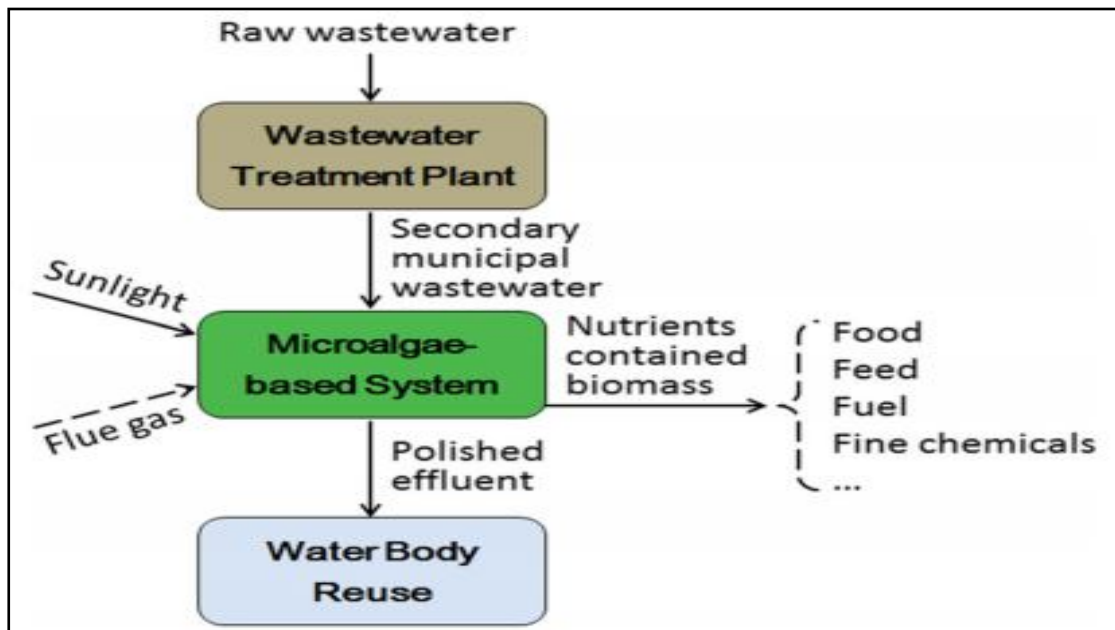 Raw wastewater
Wastewater
Treatment Plant
Secondary
municipal
wastewater
Sunlight
Flue gas
Microalgae-
based System
Nutrients
contained
biomass
Food
Feed
Fuel
Fine chemicals
...
Polished
effluent
Water Body
Reuse